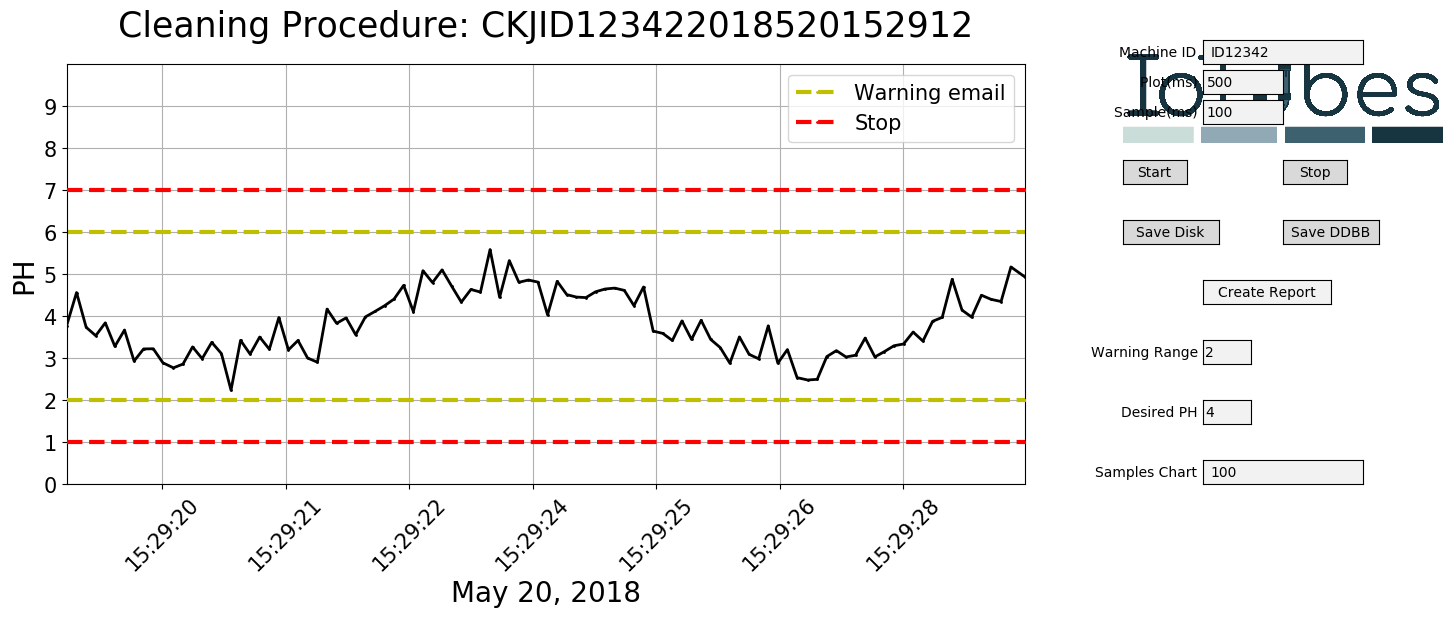 Cleaning Procedure: CKJID123422018520152912
Warning email
Stop
9
8
7
6
5
4
3
2
1
0
PH
15:29:20
15:29:21
15:29:22
15:29:24
15:29:25
15:29:26
15:29:28
May 20, 2018
Machine ID ID12342
Plot(ms) 500
Sample(ms) 100
Start Stop
Save Disk Save DDBB
Create Report
Warning Range 2
Desired PH 4
Samples Chart 100